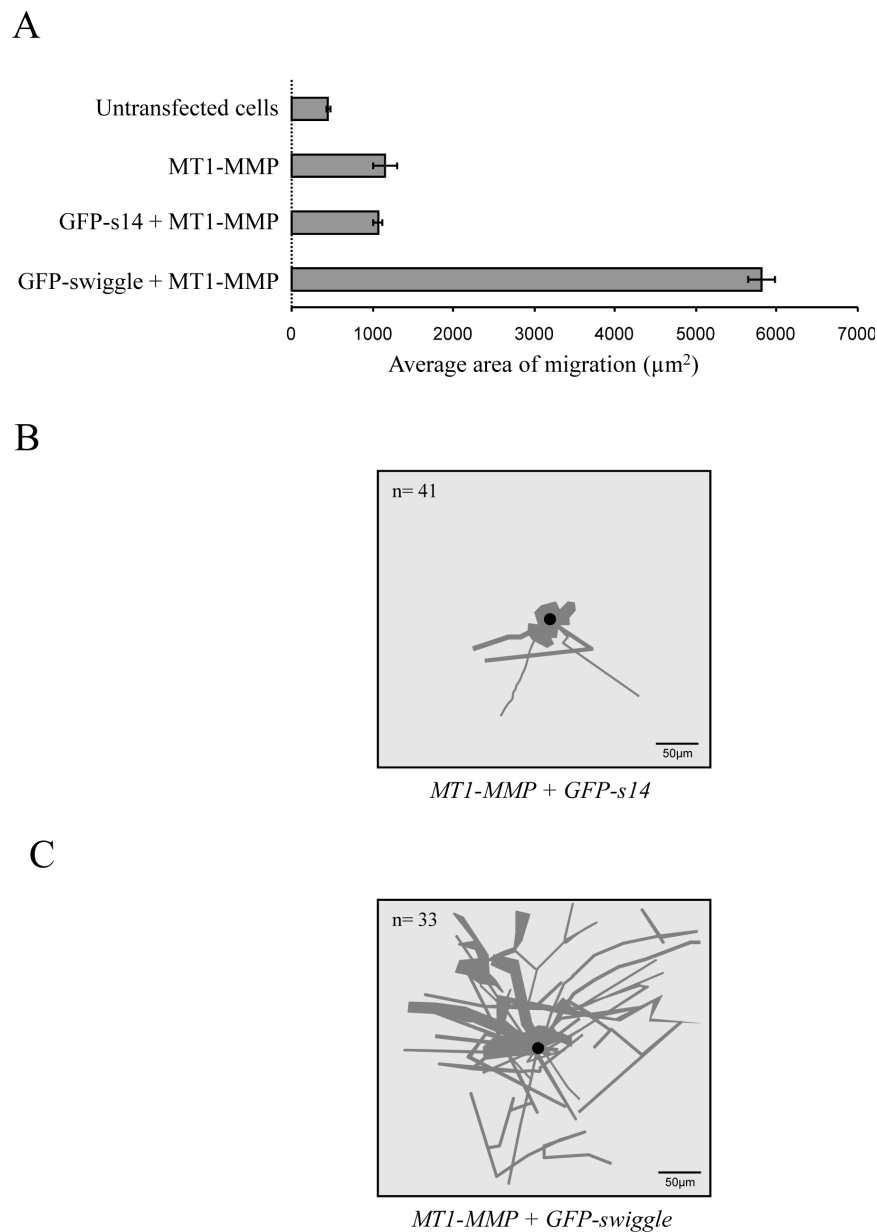 A
Untransfected cells
MT1-MMP
GFP-s14 + MT1-MMP
GFP-swiggle + MT1-MMP
0 1000 2000 3000 4000 5000 6000 7000
Average area of migration (µm²)
B
n= 41
50µm
MT1-MMP + GFP-s14
C
n= 33
50µm
MT1-MMP + GFP-swiggle